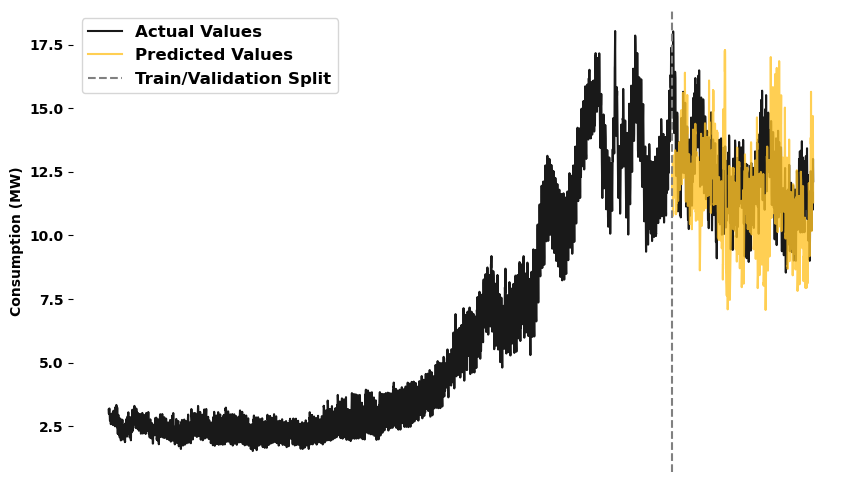 Actual Values
Predicted Values
Train/Validation Split
17.5
15.0
12.5
10.0
7.5
5.0
2.5
Consumption (MW)